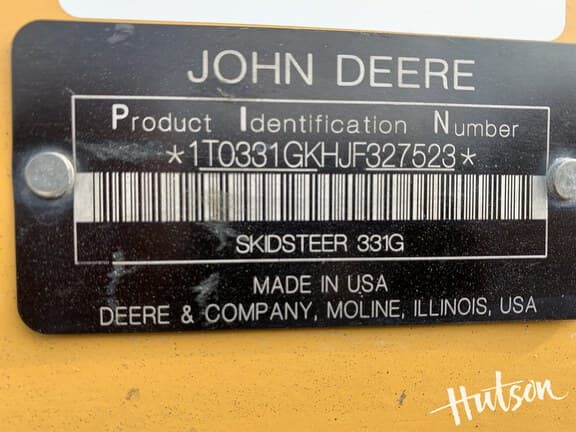 JOHN DEERE
Product Identification Number
*1T0331GKHJF327523*
SKIDSTEER 331G
MADE IN USA
DEERE & COMPANY, MOLINE, ILLINOIS, USA
Hutson